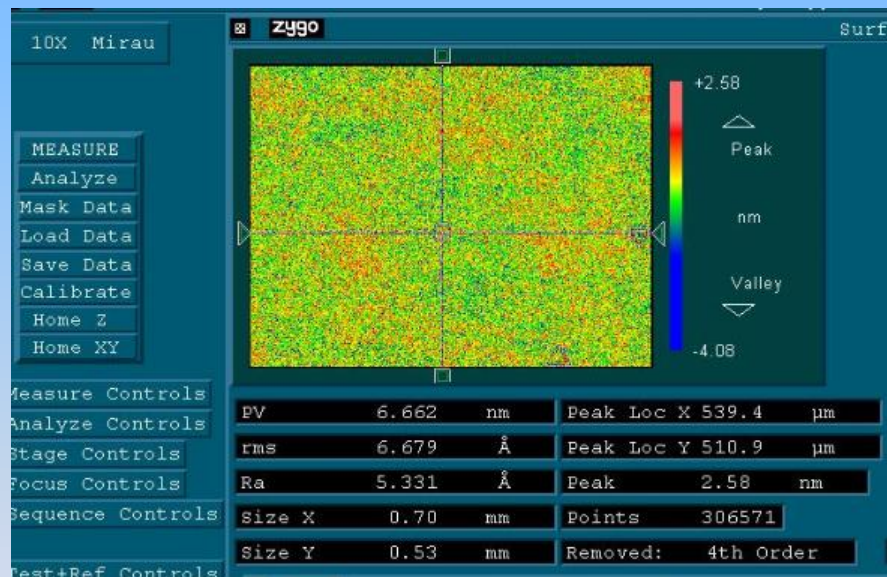 10X Mirau
zygo
Surf
MEASURE
Analyze
Mask Data
Load Data
Save Data
Calibrate
Home Z
Home XY
Measure Controls
Analyze Controls
Stage Controls
Focus Controls
Sequence Controls
Test+Ref Controls
+2.58
Peak
nm
Valley
-4.08
PV 6.662 nm
rms 6.679 Å
Ra 5.331 Å
Size X 0.70 mm
Size Y 0.53 mm
Peak Loc X 539.4 µm
Peak Loc Y 510.9 µm
Peak 2.58 nm
Points 306571
Removed: 4th Order